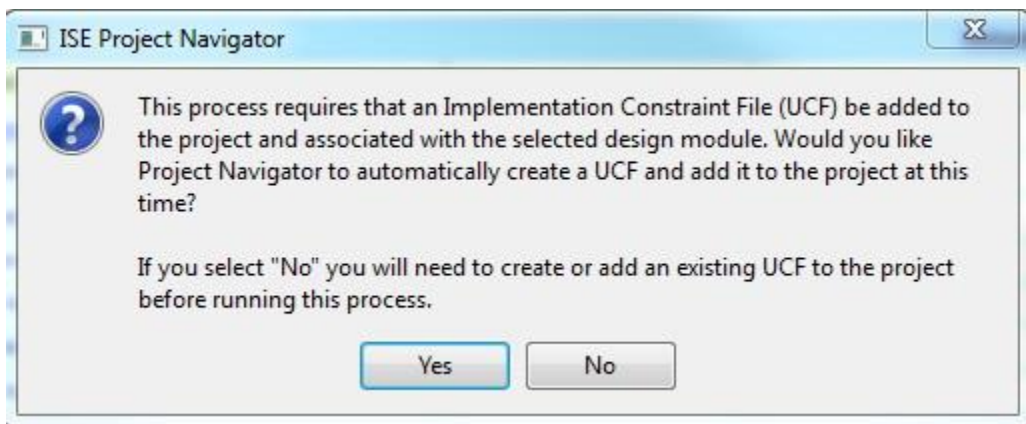 ISE Project Navigator
This process requires that an Implementation Constraint File (UCF) be added to
the project and associated with the selected design module. Would you like
Project Navigator to automatically create a UCF and add it to the project at this
time?
If you select "No" you will need to create or add an existing UCF to the project
before running this process.
Yes No